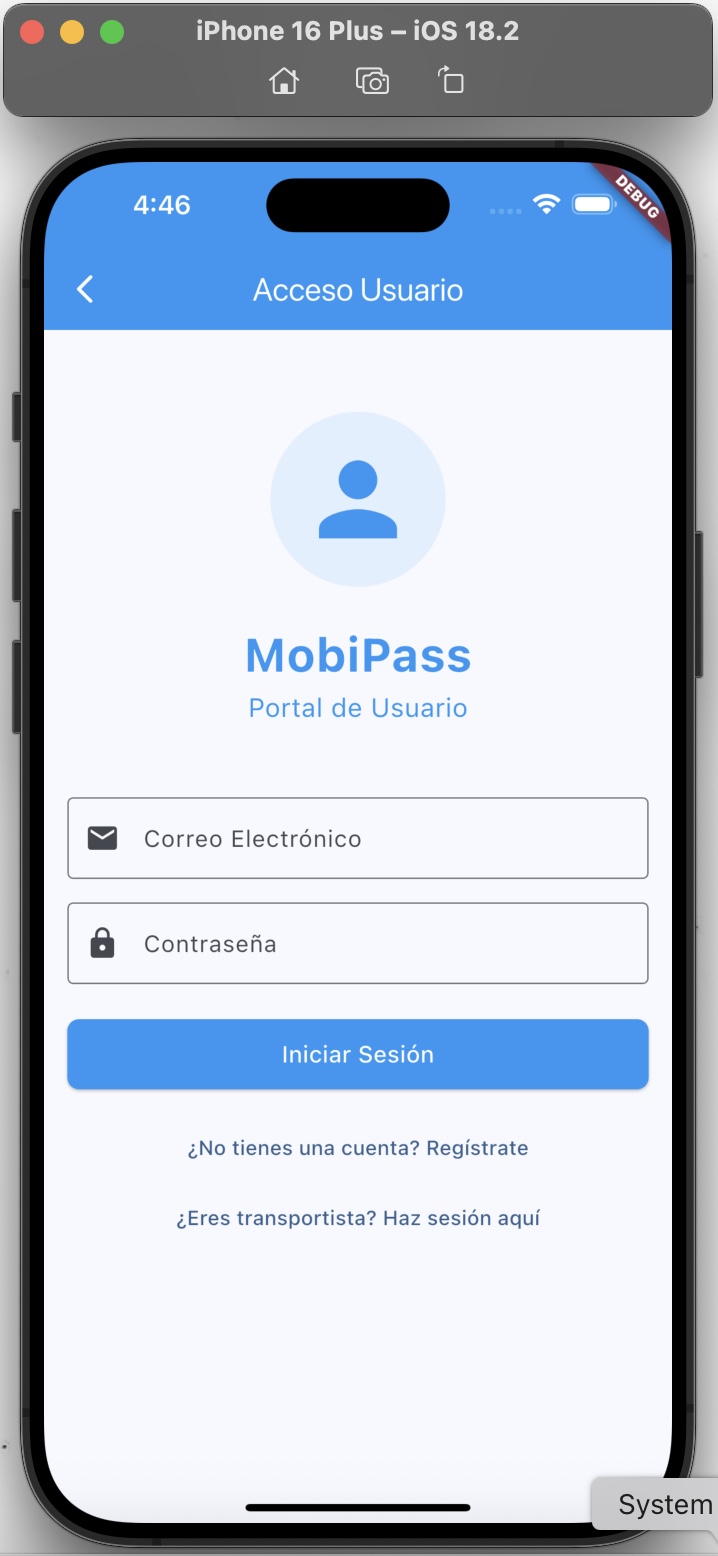 iPhone 16 Plus – iOS 18.2
4:46
DEBUG
Acceso Usuario
MobiPass
Portal de Usuario
Correo Electrónico
Contraseña
Iniciar Sesión
¿No tienes una cuenta? Regístrate
¿Eres transportista? Haz sesión aquí
System